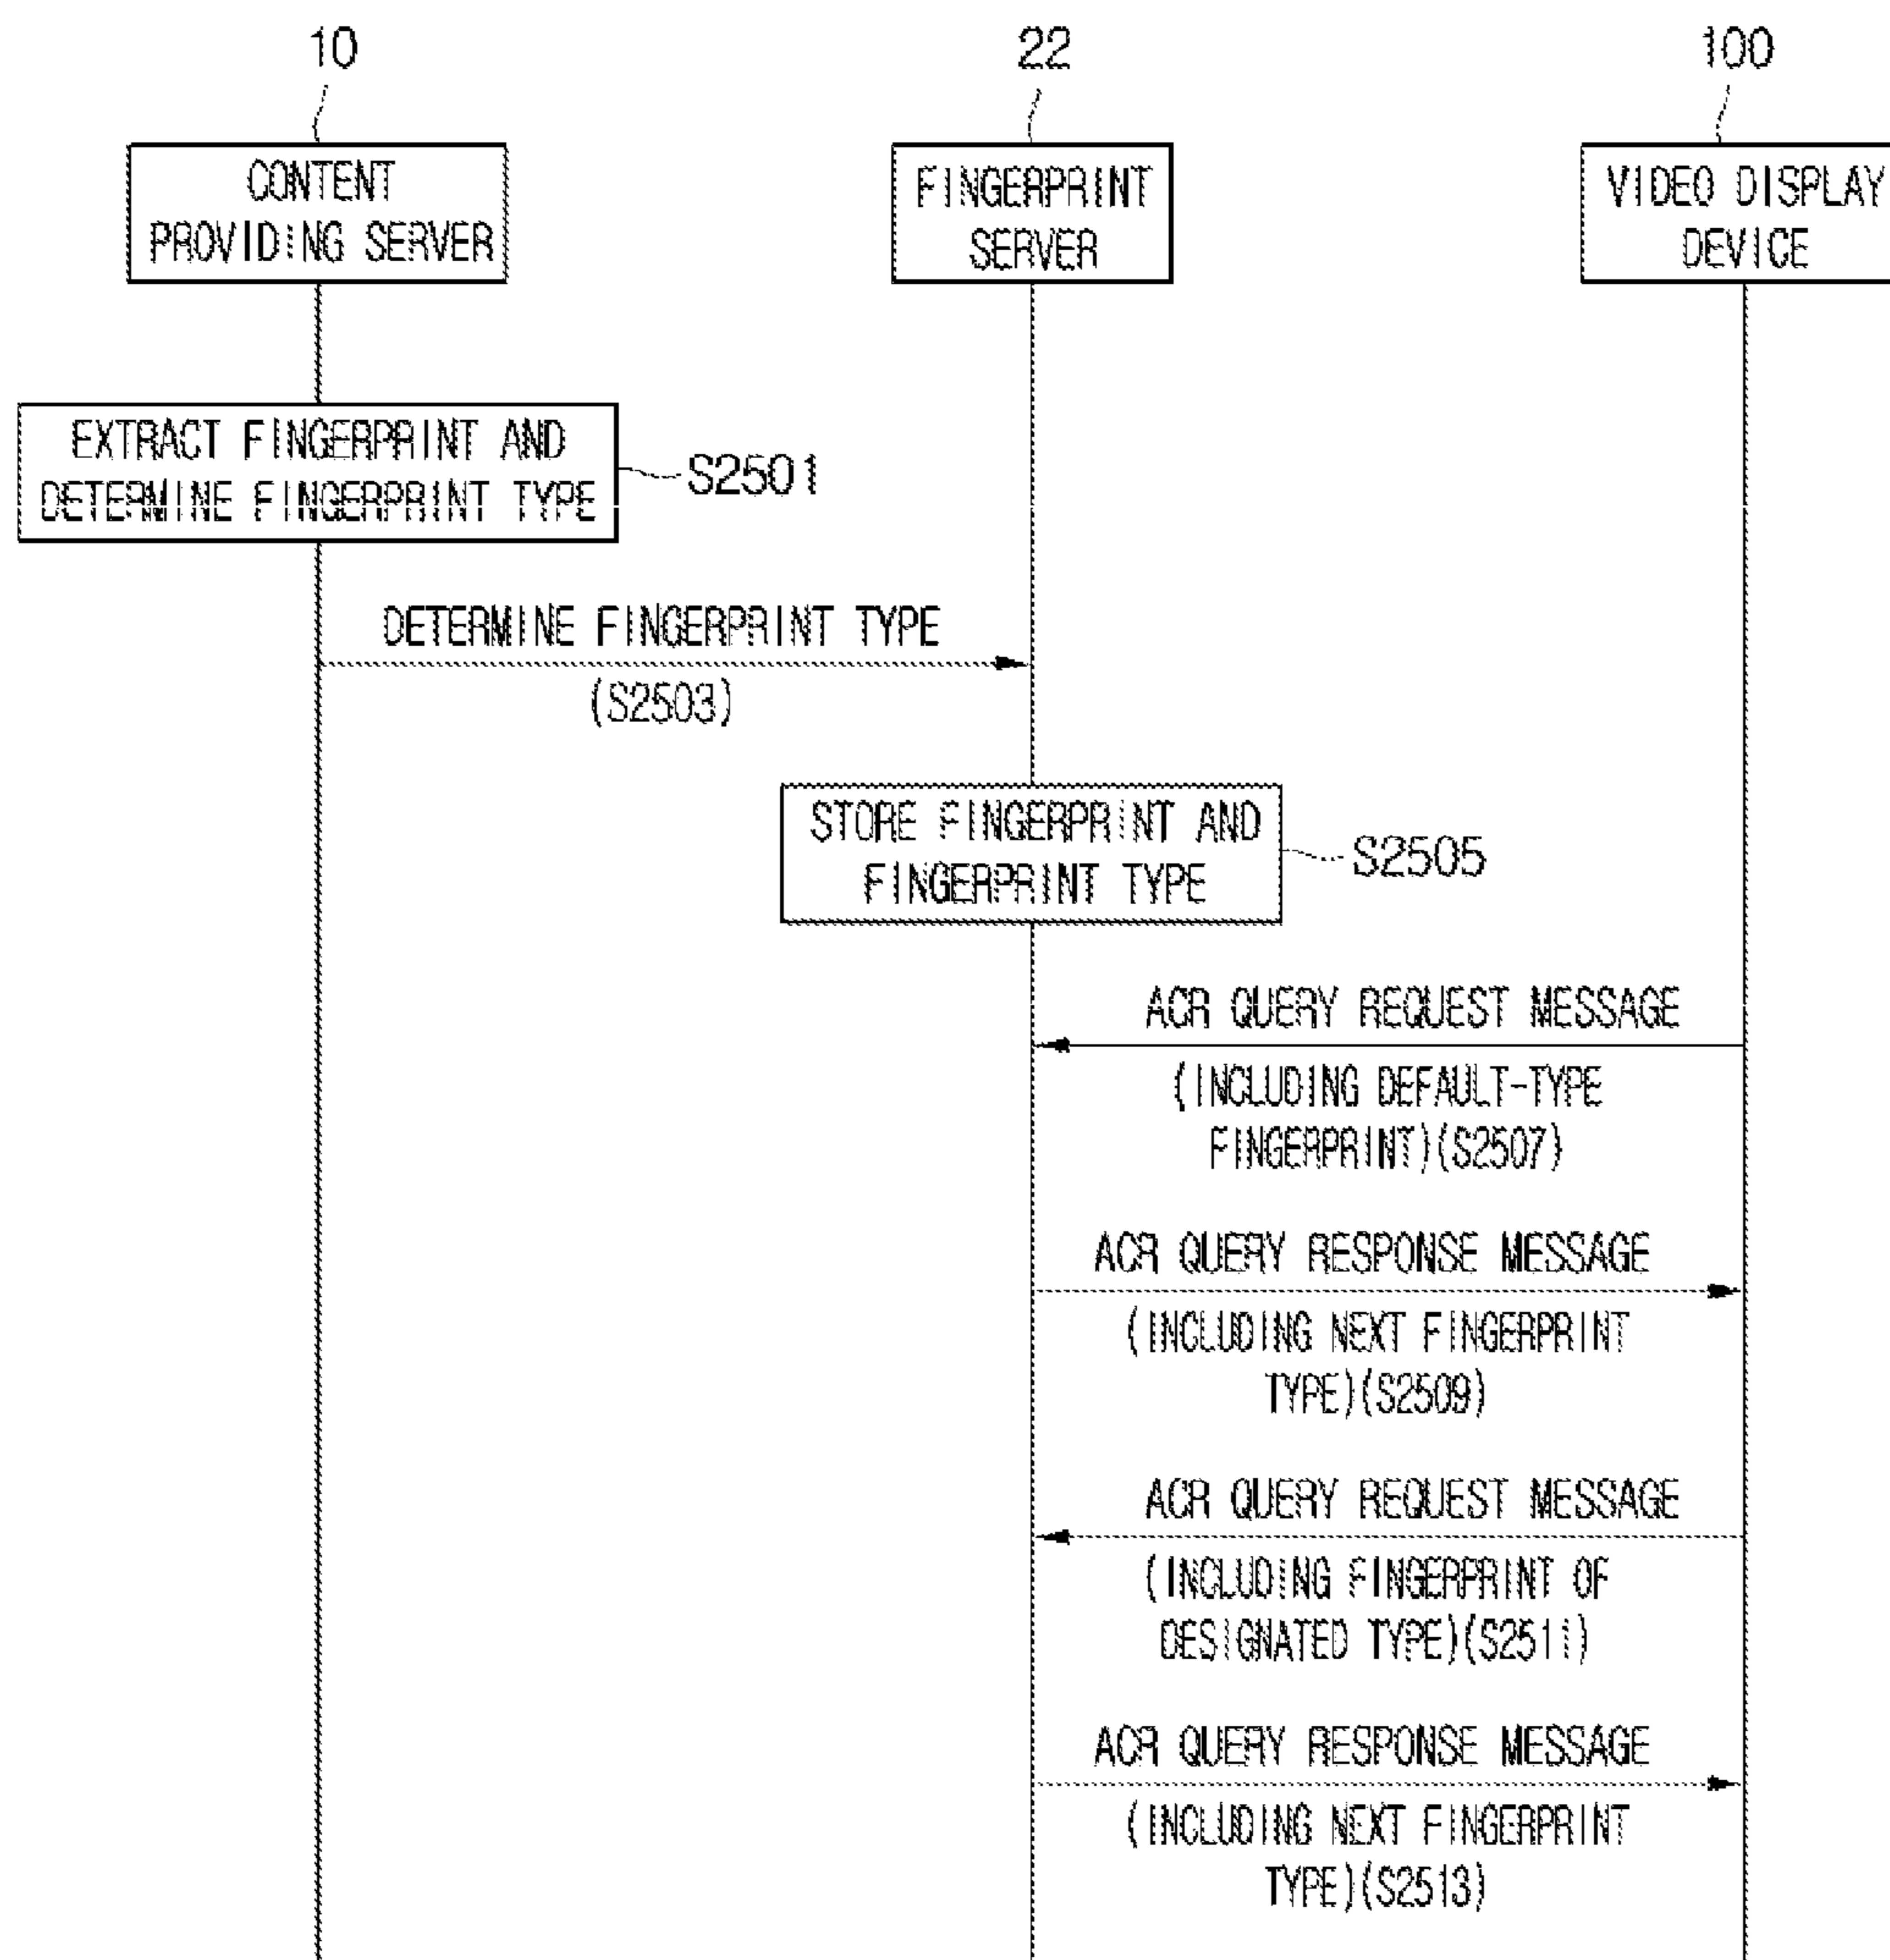 10
22
100
CONTENT
PROVIDING SERVER
FINGERPRINT
SERVER
VIDEO DISPLAY
DEVICE
EXTRACT FINGERPRINT AND
DETERMINE FINGERPRINT TYPE
S2501
DETERMINE FINGERPRINT TYPE
(S2503)
STORE FINGERPRINT AND
FINGERPRINT TYPE
S2505
ACR QUERY REQUEST MESSAGE
(INCLUDING DEFAULT-TYPE
FINGERPRINT)(S2507)
ACR QUERY RESPONSE MESSAGE
(INCLUDING NEXT FINGERPRINT
TYPE)(S2509)
ACR QUERY REQUEST MESSAGE
(INCLUDING FINGERPRINT OF
DESIGNATED TYPE)(S2511)
ACR QUERY RESPONSE MESSAGE
(INCLUDING NEXT FINGERPRINT
TYPE)(S2513)